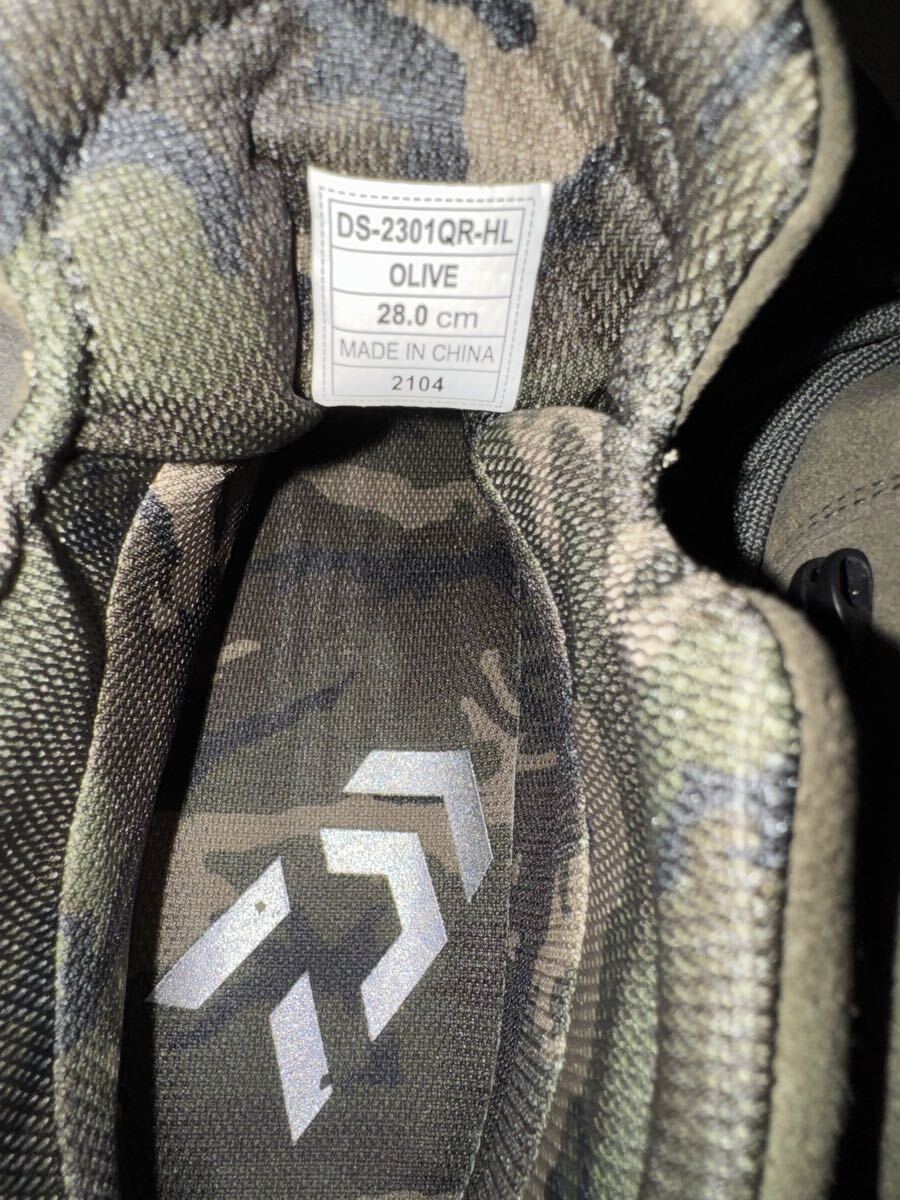 DS-2301QR-HL
OLIVE
28.0 cm
MADE IN CHINA
2104